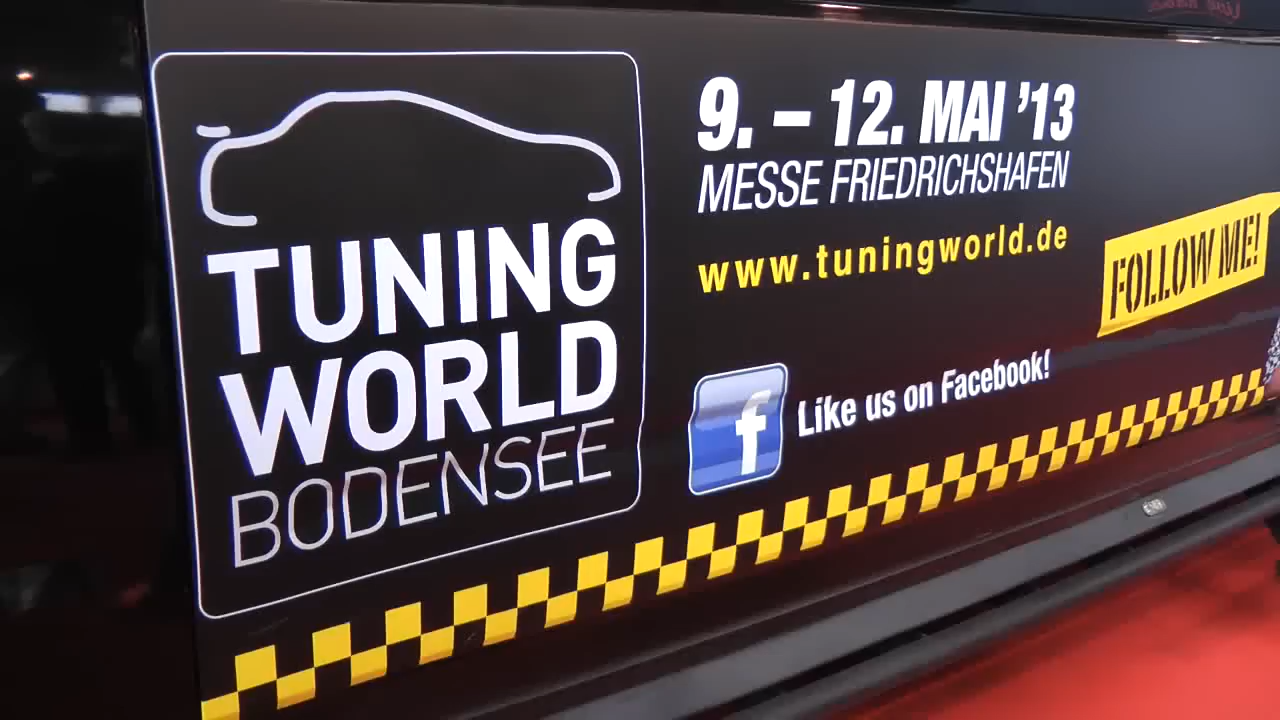 TUNING
WORLD
BODENSEE
9. – 12. MAI ’13
MESSE FRIEDRICHSHAFEN
www.tuningworld.de
FOLLOW ME!
f
Like us on Facebook!